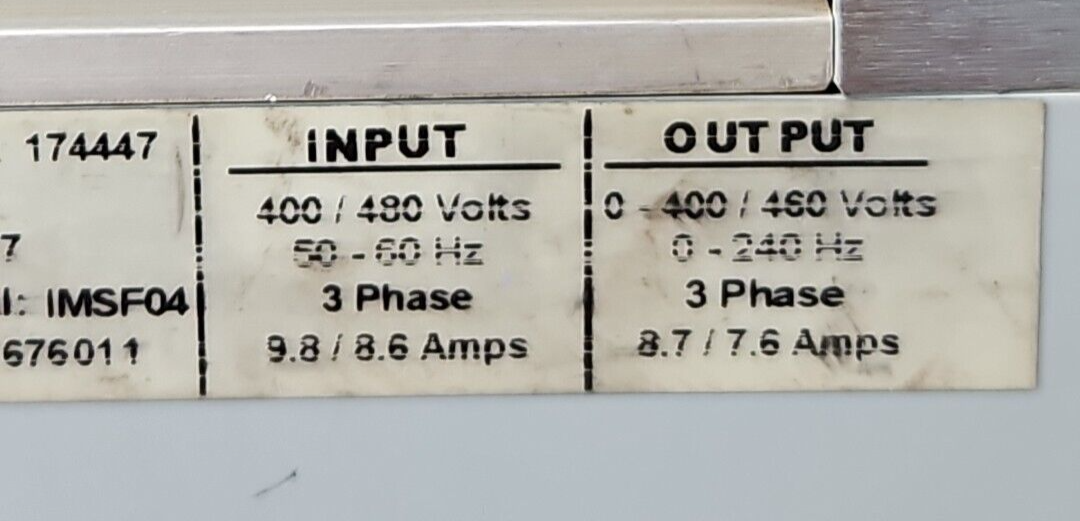 174447
7
l: IMSF04
676011
INPUT
400 / 480 Volts
50 - 60 Hz
3 Phase
9.8 / 8.6 Amps
OUTPUT
0 - 400 / 460 Volts
0 - 240 Hz
3 Phase
8.7 / 7.6 Amps